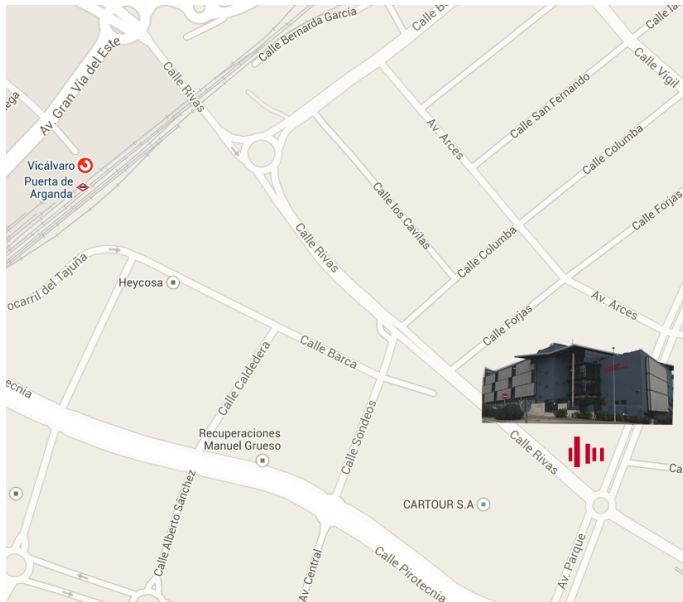 Calle Bernarda García
Calle B
Calle la
Av. Gran Vía del Este
Calle Rivas
Calle Vigil
ega
Calle San Fernando
Av. Arces
Calle Columba
Vicálvaro
Puerta de
Arganda
Calle los Cavilas
Calle Forjas
Calle Rivas
Calle Columba
ocarril del Tajuña
Heycosa
Av. Arces
Calle Forjas
Calle Barca
Calle Caldedera
ecnia
Calle Sondeos
Recuperaciones
Manuel Grueso
Calle Rivas
Ca
Calle Alberto Sánchez
CARTOUR S.A
Av. Central
Calle Pirotecnia
Av. Parque